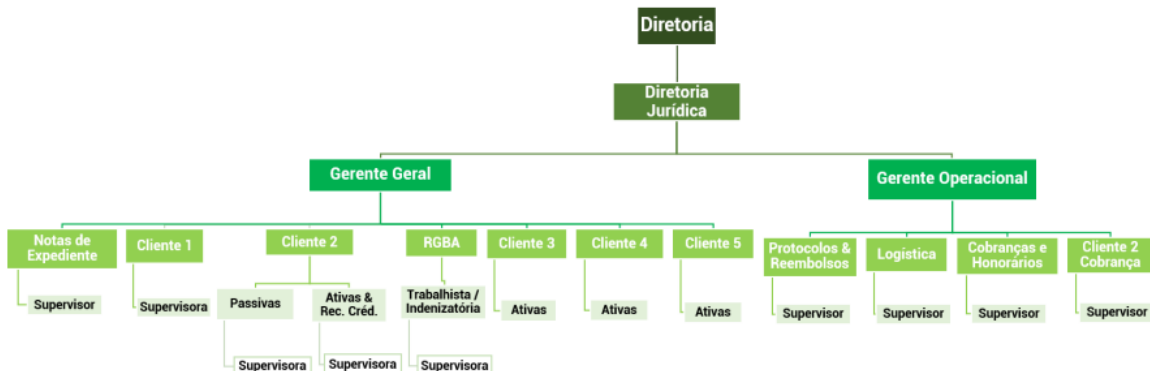 Diretoria
Diretoria
Jurídica
Gerente Geral
Gerente Operacional
Notas de
Expediente
Cliente 1
Cliente 2
RGBA
Cliente 3
Cliente 4
Cliente 5
Protocolos &
Reembolsos
Logística
Cobranças e
Honorários
Cliente 2
Cobrança
Supervisor
Supervisora
Passivas
Ativas &
Rec. Créd.
Trabalhista /
Indenizatória
Ativas
Ativas
Ativas
Supervisor
Supervisor
Supervisor
Supervisor
Supervisora
Supervisora
Supervisora